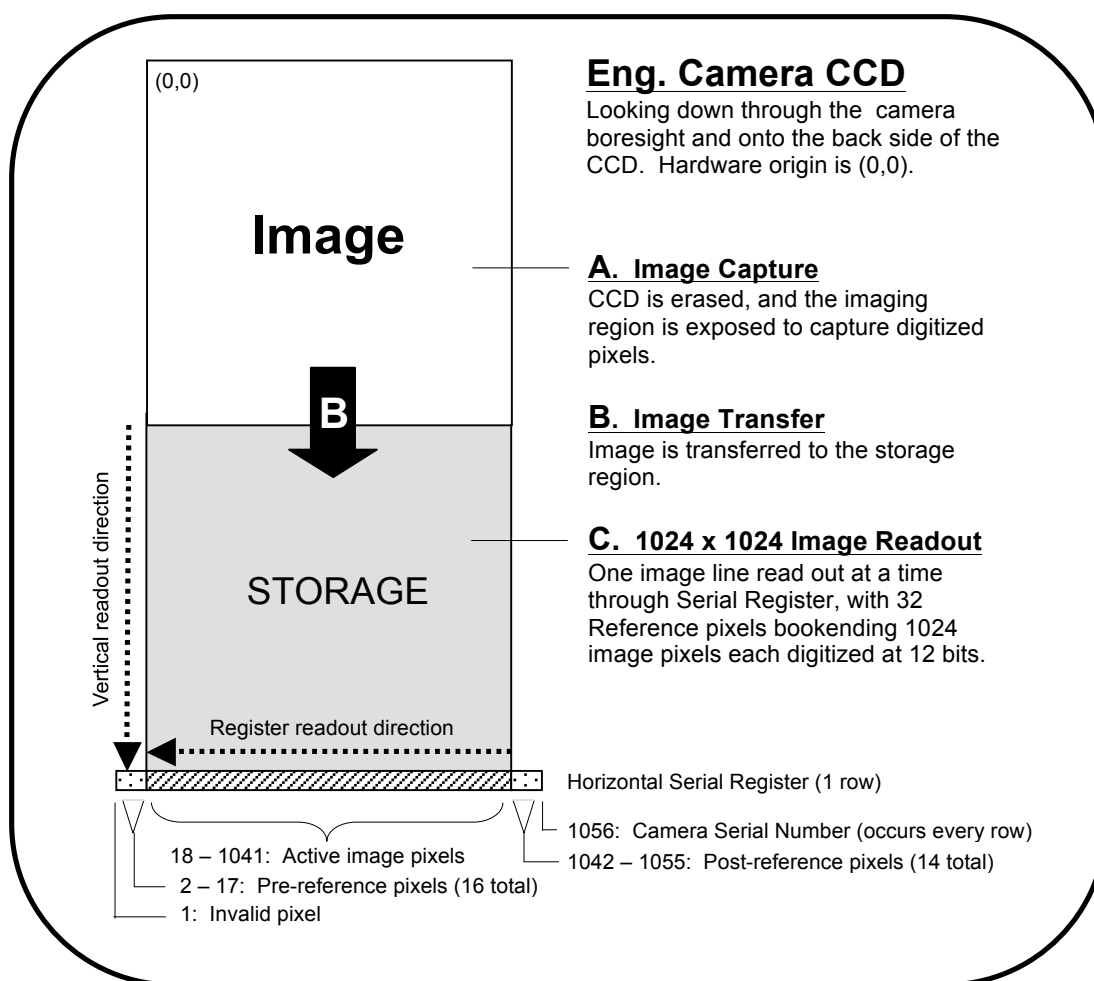 (0,0)
Image
B
STORAGE
Vertical readout direction
Register readout direction
Eng. Camera CCD
Looking down through the camera
boresight and onto the back side of the
CCD. Hardware origin is (0,0).
A. Image Capture
CCD is erased, and the imaging
region is exposed to capture digitized
pixels.
B. Image Transfer
Image is transferred to the storage
region.
C. 1024 x 1024 Image Readout
One image line read out at a time
through Serial Register, with 32
Reference pixels bookending 1024
image pixels each digitized at 12 bits.
Horizontal Serial Register (1 row)
1056: Camera Serial Number (occurs every row)
1042 – 1055: Post-reference pixels (14 total)
18 – 1041: Active image pixels
2 – 17: Pre-reference pixels (16 total)
1: Invalid pixel